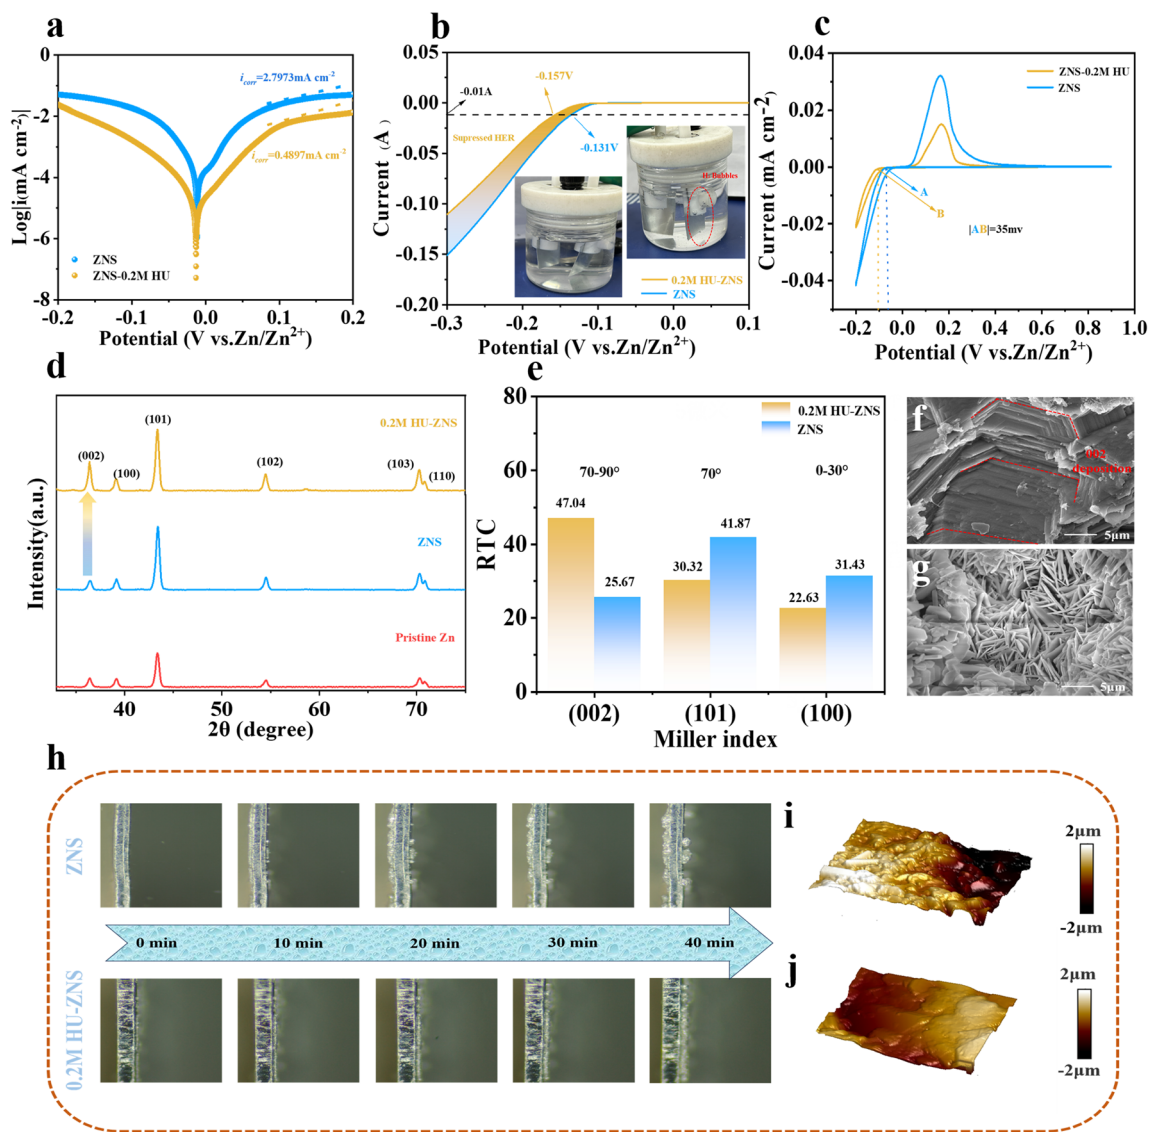 a
0
-2
-4
-6
-8
Log|i(mA cm-2)|
-0.2
-0.1
0.0
0.1
0.2
Potential (V vs.Zn/Zn2+)
icorr=2.7973mA cm-2
icorr=0.4897mA cm-2
ZNS
ZNS-0.2M HU
b
0.05
0.00
-0.05
-0.10
-0.15
-0.20
Current (A)
-0.3
-0.2
-0.1
0.0
0.1
Potential (V vs.Zn/Zn2+)
-0.157V
-0.01A
Supressed HER
-0.131V
H2 Bubbles
0.2M HU-ZNS
ZNS
c
0.04
0.02
0.00
-0.02
-0.04
Current(mA cm-2)
-0.2
0.0
0.2
0.4
0.6
0.8
1.0
Potential (V vs.Zn/Zn2+)
ZNS-0.2M HU
ZNS
A
B
|AB|=35mv
d
Intensity(a.u.)
(002)
(100)
(101)
(102)
(103)
(110)
0.2M HU-ZNS
ZNS
Pristine Zn
40
50
60
70
2θ (degree)
e
80
60
40
20
0
RTC
0.2M HU-ZNS
ZNS
70-90°
70°
0-30°
47.04
25.67
30.32
41.87
22.63
31.43
(002)
(101)
(100)
Miller index
f
002
deposition
5μm
g
5μm
h
ZNS
0 min
10 min
20 min
30 min
40 min
0.2M HU-ZNS
i
2μm
-2μm
j
2μm
-2μm